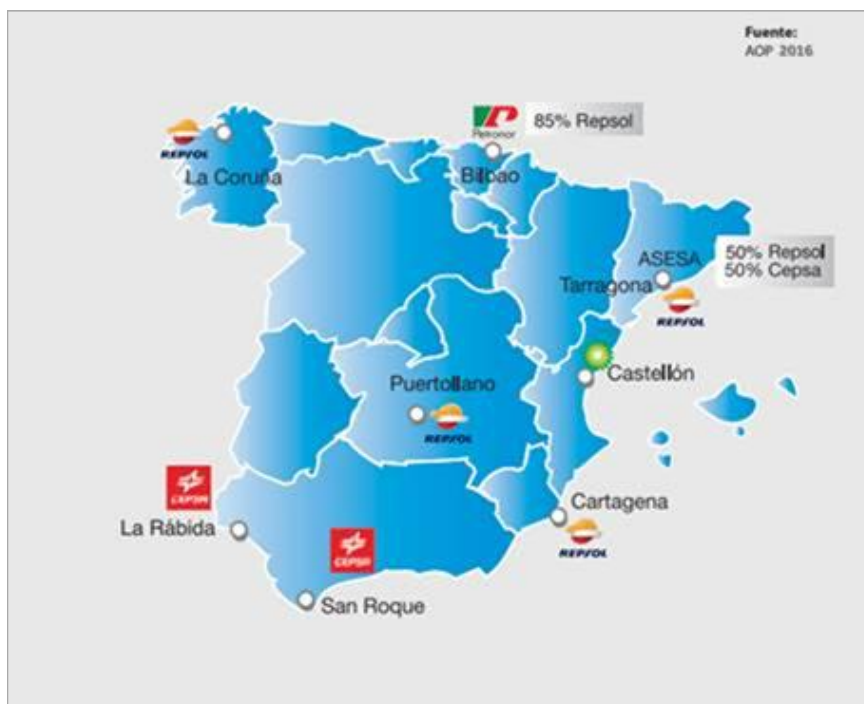 Fuente:
AOP 2016
Petronor
85% Repsol
REPSOL
La Coruña
Bilbao
ASESA
50% Repsol
50% Cepsa
Tarragona
REPSOL
Castellón
Puertollano
REPSOL
CEPSA
La Rábida
Cartagena
REPSOL
CEPSA
San Roque